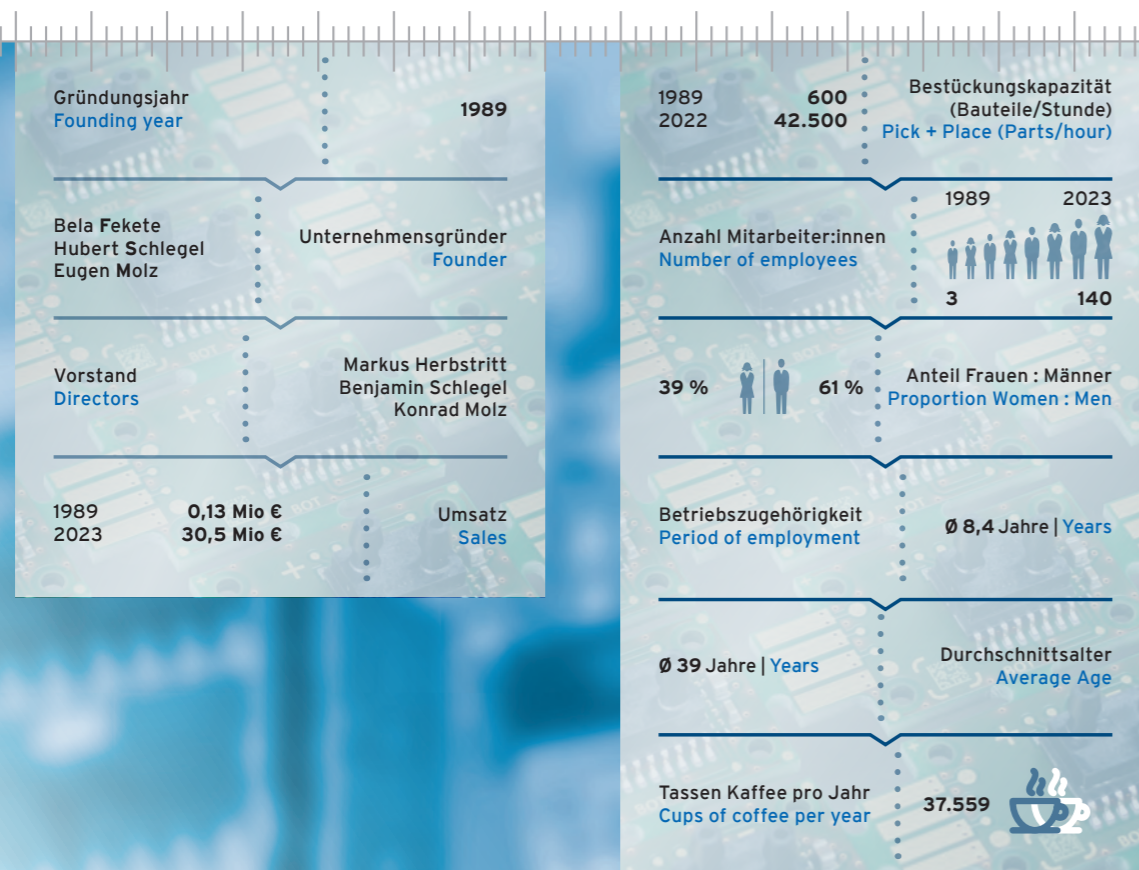 Gründungsjahr
Founding year
1989
Bela Fekete
Hubert Schlegel
Eugen Molz
Unternehmensgründer
Founder
Vorstand
Directors
Markus Herbstritt
Benjamin Schlegel
Konrad Molz
1989 0,13 Mio €
2023 30,5 Mio €
Umsatz
Sales
1989 600
2022 42.500
Bestückungskapazität
(Bauteile/Stunde)
Pick + Place (Parts/hour)
Anzahl Mitarbeiter:innen
Number of employees
1989 2023
3 140
39 % 61 %
Anteil Frauen : Männer
Proportion Women : Men
Betriebszugehörigkeit
Period of employment
Ø 8,4 Jahre | Years
Ø 39 Jahre | Years
Durchschnittsalter
Average Age
Tassen Kaffee pro Jahr
Cups of coffee per year
37.559